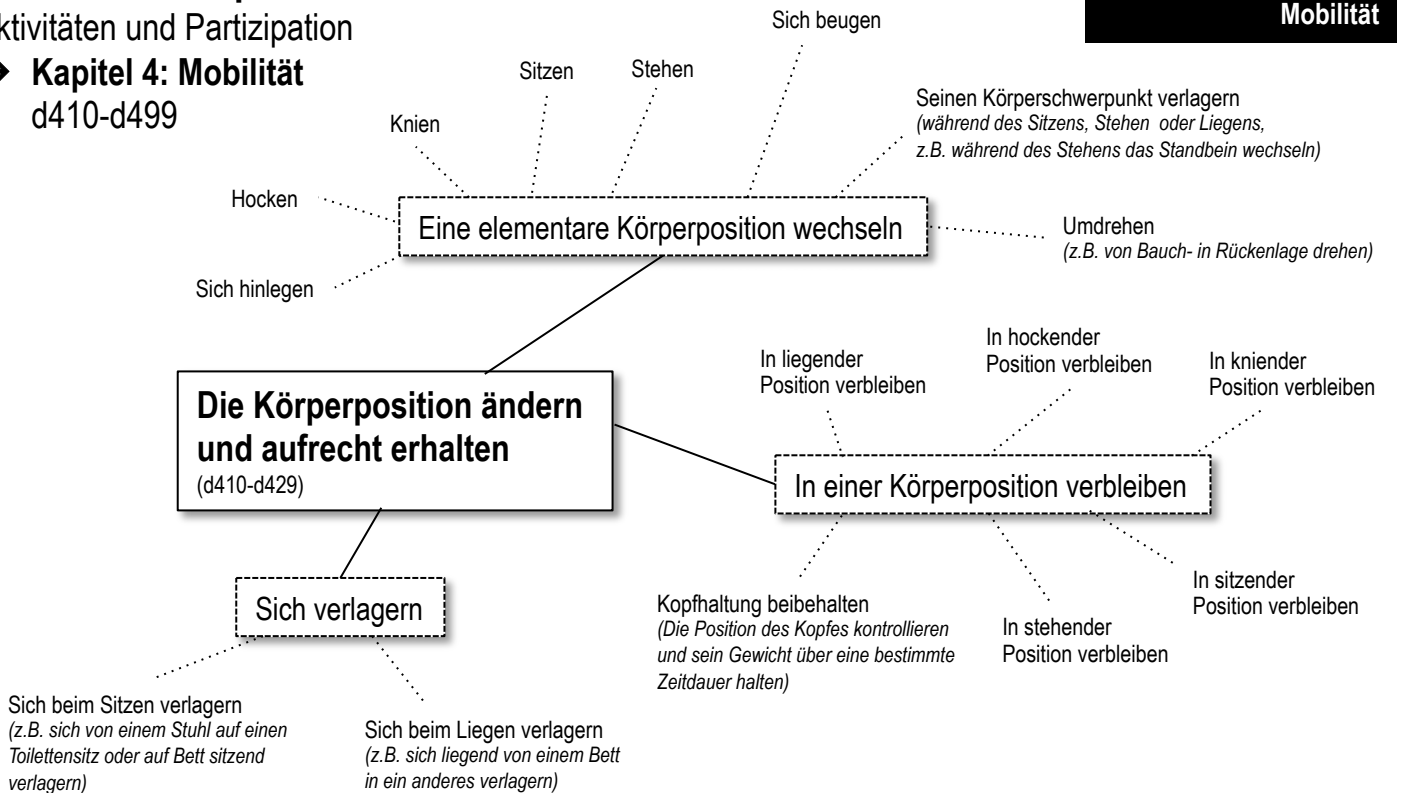 ktivitäten und Partizipation
Kapitel 4: Mobilität
d410-d499
Mobilität
Sich beugen
Sitzen
Stehen
Knien
Seinen Körperschwerpunkt verlagern
(während des Sitzens, Stehen oder Liegens,
z.B. während des Stehens das Standbein wechseln)
Hocken
Eine elementare Körperposition wechseln
Umdrehen
(z.B. von Bauch- in Rückenlage drehen)
Sich hinlegen
Die Körperposition ändern
und aufrecht erhalten
(d410-d429)
In liegender
Position verbleiben
In hockender
Position verbleiben
In kniender
Position verbleiben
In einer Körperposition verbleiben
Kopfhaltung beibehalten
(Die Position des Kopfes kontrollieren
und sein Gewicht über eine bestimmte
Zeitdauer halten)
In stehender
Position verbleiben
In sitzender
Position verbleiben
Sich verlagern
Sich beim Sitzen verlagern
(z.B. sich von einem Stuhl auf einen
Toilettensitz oder auf Bett sitzend
verlagern)
Sich beim Liegen verlagern
(z.B. sich liegend von einem Bett
in ein anderes verlagern)